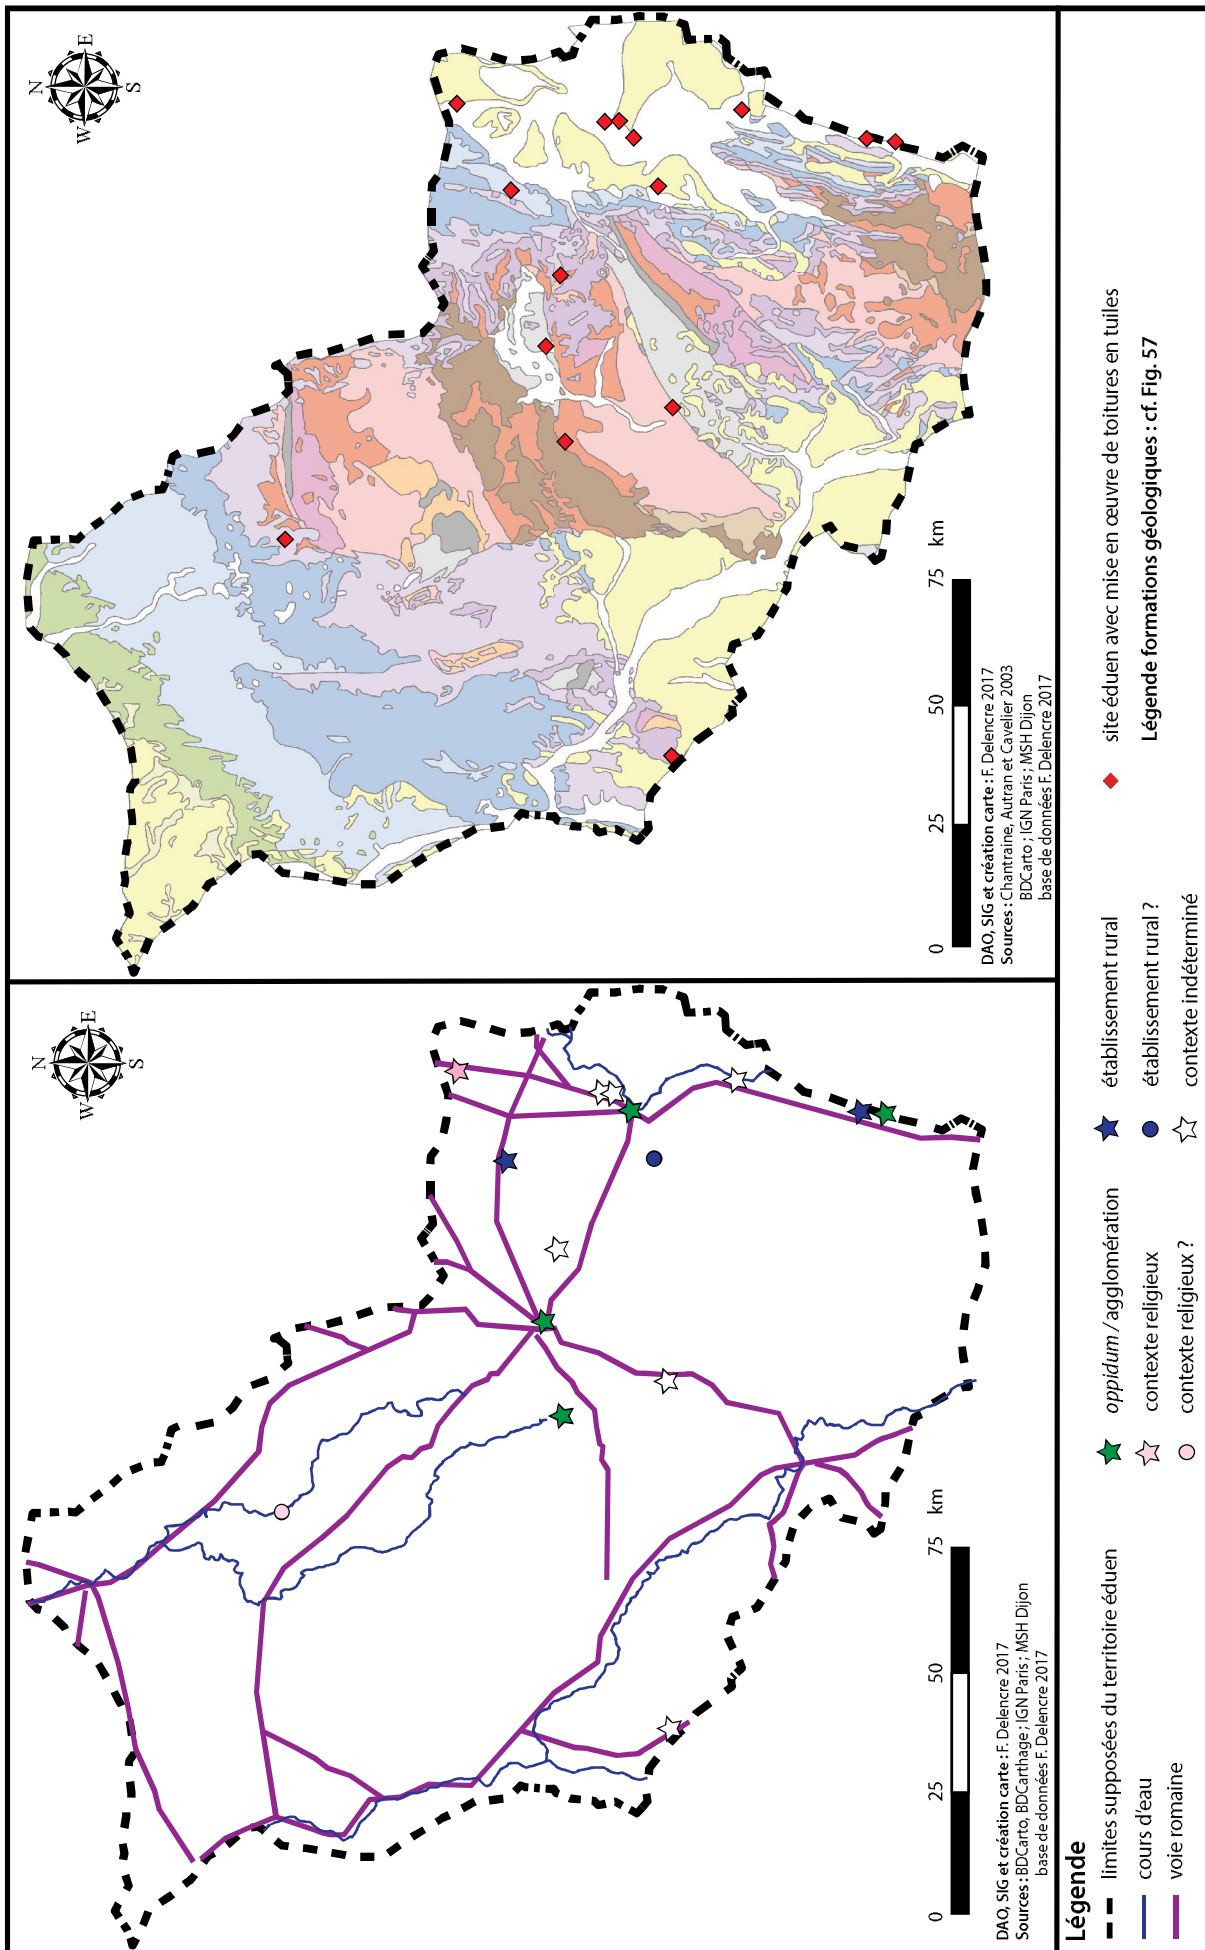 N
E
S
W
0
25
50
75
km
DAO, SIG et création carte : F. Delencre 2017
Sources : BDCarto, BDCarthage ; IGN Paris ; MSH Dijon
base de données F. Delencre 2017
N
E
S
W
0
25
50
75
km
DAO, SIG et création carte : F. Delencre 2017
Sources : Chantraine, Autran et Cavelier 2003
BDCarto ; IGN Paris ; MSH Dijon
base de données F. Delencre 2017
Légende
limites supposées du territoire éduen
cours d'eau
voie romaine
oppidum / agglomération
contexte religieux
contexte religieux ?
établissement rural
établissement rural ?
contexte indéterminé
site éduen avec mise en œuvre de toitures en tuiles
Légende formations géologiques : cf. Fig. 57